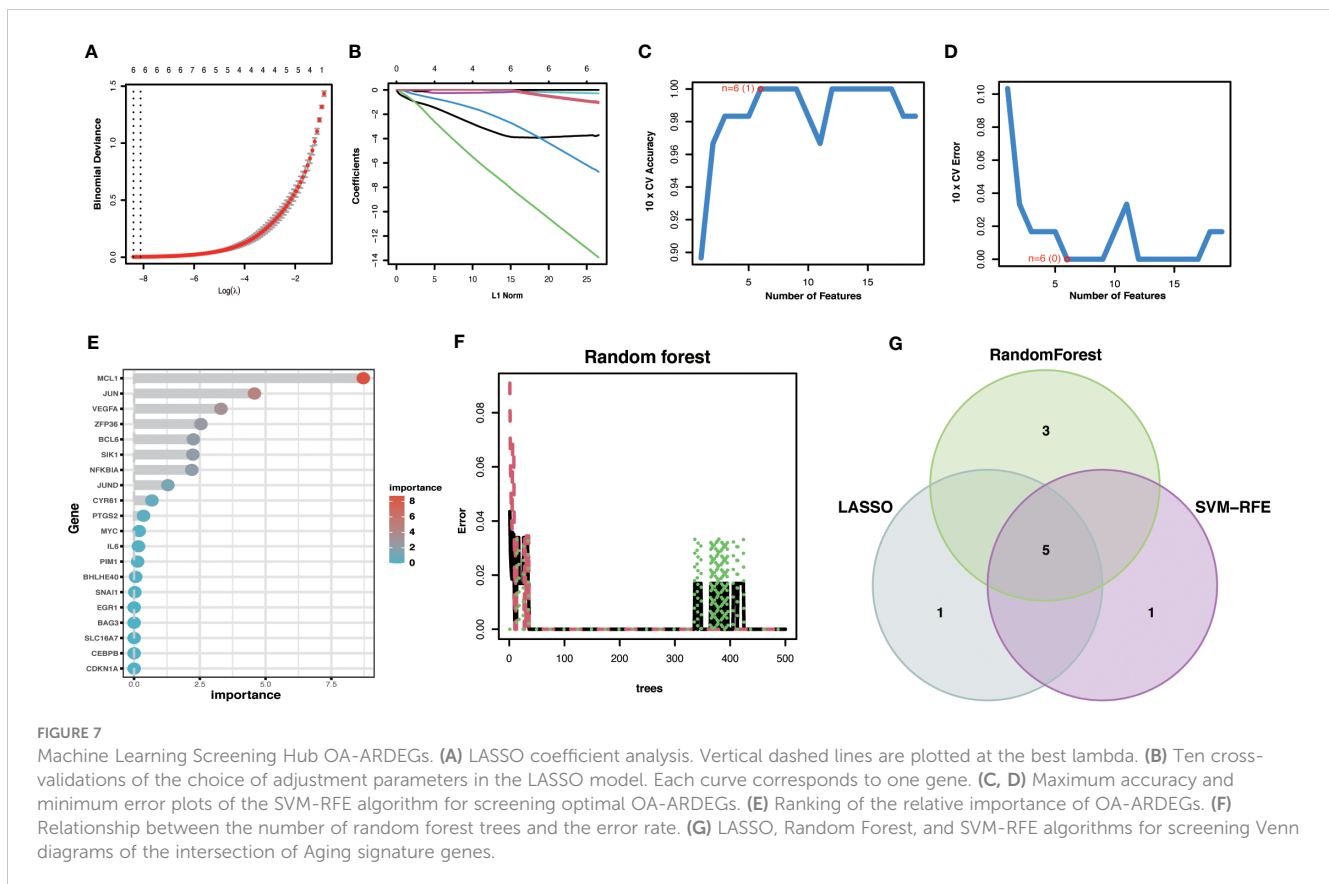 A
6 6 6 6 6 7 6 5 4 4 5 5 4 1
Binomial Deviance
1.5
1.0
0.5
0.0
−8 −6 −4 −2
Log(λ)
B
0 4 4 6 6 6
Coefficients
0
−2
−4
−6
−8
−10
−12
−14
0 5 10 15 20 25
L1 Norm
C
10 x CV Accuracy
1.00
0.98
0.96
0.94
0.92
0.90
n=6 (1)
5 10 15
Number of Features
D
10 x CV Error
0.10
0.08
0.06
0.04
0.02
0.00
n=6 (0)
5 10 15
Number of Features
E
Gene
MCL1
JUN
VEGFA
ZFP36
BCL6
SIK1
NFKBIA
JUND
CYR61
PTGS2
MYC
IL6
PIM1
BHLHE40
SNAI1
EGR1
BAG3
SLC16A7
CEBPB
CDKN1A
0.0 2.5 5.0 7.5
importance
importance
8
6
4
2
0
F
Random forest
Error
0.08
0.06
0.04
0.02
0.00
0 100 200 300 400 500
trees
G
RandomForest
3
LASSO
SVM−RFE
5
1
1
FIGURE 7
Machine Learning Screening Hub OA-ARDEGs. (A) LASSO coefficient analysis. Vertical dashed lines are plotted at the best lambda. (B) Ten cross-
validations of the choice of adjustment parameters in the LASSO model. Each curve corresponds to one gene. (C, D) Maximum accuracy and
minimum error plots of the SVM-RFE algorithm for screening optimal OA-ARDEGs. (E) Ranking of the relative importance of OA-ARDEGs. (F)
Relationship between the number of random forest trees and the error rate. (G) LASSO, Random Forest, and SVM-RFE algorithms for screening Venn
diagrams of the intersection of Aging signature genes.